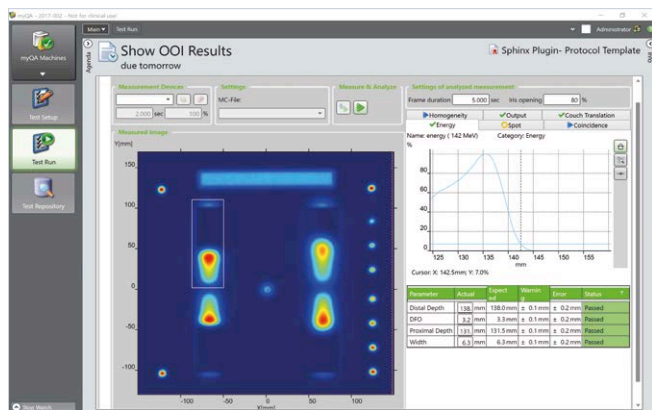 myQA - 2017-002 - Not for clinical use
Main
Test Run
Administrator
myQA Machines
Test Setup
Test Run
Test Repository
Stop Watch
Agenda
Info
Show OOI Results
due tomorrow
Sphinx Plugin- Protocol Template
Measurement Devices
2.000 sec 100 %
Settings
MC-File:
Measure & Analyze
Measured Image
Y[mm]
150
100
50
0
-50
-100
-100 -50 0 50 100
X[mm]
Settings of analysed measurement:
Frame duration 5.000 sec Iris opening 80 %
Homogeneity Output Couch Translation
Energy Spot Coincidence
Name: energy ( 142 MeV) Category: Energy
%
100
80
60
40
20
0
125 130 135 140 145 150 155
mm
Cursor: X: 142.5mm; Y: 7.0%
Parameter Actual Expected Warning Error Status
Distal Depth 138. mm 138.0 mm ± 0.1 mm ± 0.2 mm Passed
DFO 3.2 mm 3.3 mm ± 0.1 mm ± 0.2 mm Passed
Proximal Depth 131. mm 131.5 mm ± 0.1 mm ± 0.2 mm Passed
Width 6.3 mm 6.3 mm ± 0.1 mm ± 0.2 mm Passed